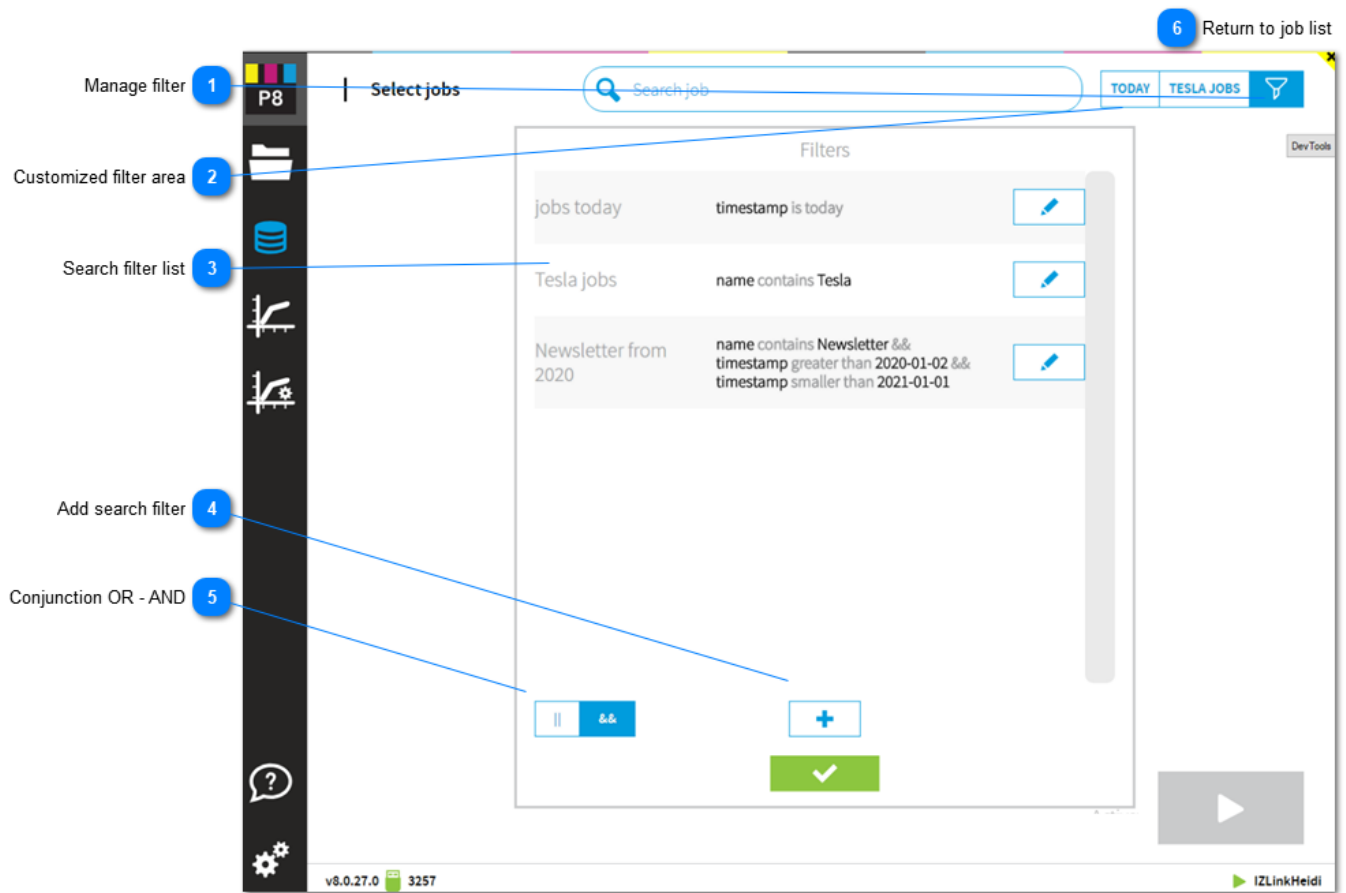 6 Return to job list
Manage filter 1
P8
Select jobs
Search job
TODAY
TESLA JOBS
DevTools
Customized filter area 2
Filters
jobs today
timestamp is today
Search filter list 3
Tesla jobs
name contains Tesla
Newsletter from
2020
name contains Newsletter &&
timestamp greater than 2020-01-02 &&
timestamp smaller than 2021-01-01
Add search filter 4
Conjunction OR - AND 5
||
&&
?
v8.0.27.0
3257
IZLinkHeidi